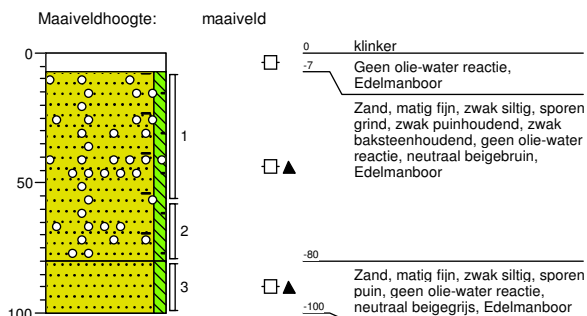 Maaiveldhoogte: maaiveld
0
50
100
1
2
3
0 klinker
-7
Geen olie-water reactie,
Edelmanboor
Zand, matig fijn, zwak siltig, sporen
grind, zwak puinhoudend, zwak
baksteenhoudend, geen olie-water
reactie, neutraal beigebruin,
Edelmanboor
-80
Zand, matig fijn, zwak siltig, sporen
puin, geen olie-water reactie,
-100 neutraal beigegrijs, Edelmanboor